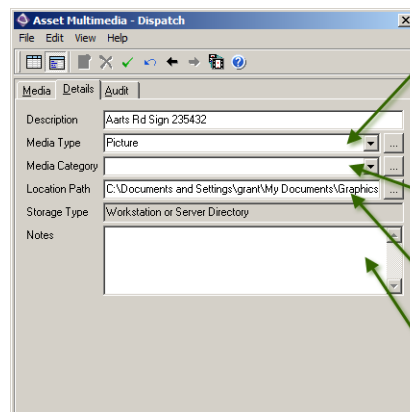 Asset Multimedia - Dispatch
File Edit View Help
Media Details Audit
Description Aarts Rd Sign 235432
Media Type Picture ...
Media Category ...
Location Path C:\Documents and Settings\grant\My Documents\Graphics ...
Storage Type Workstation or Server Directory
Notes